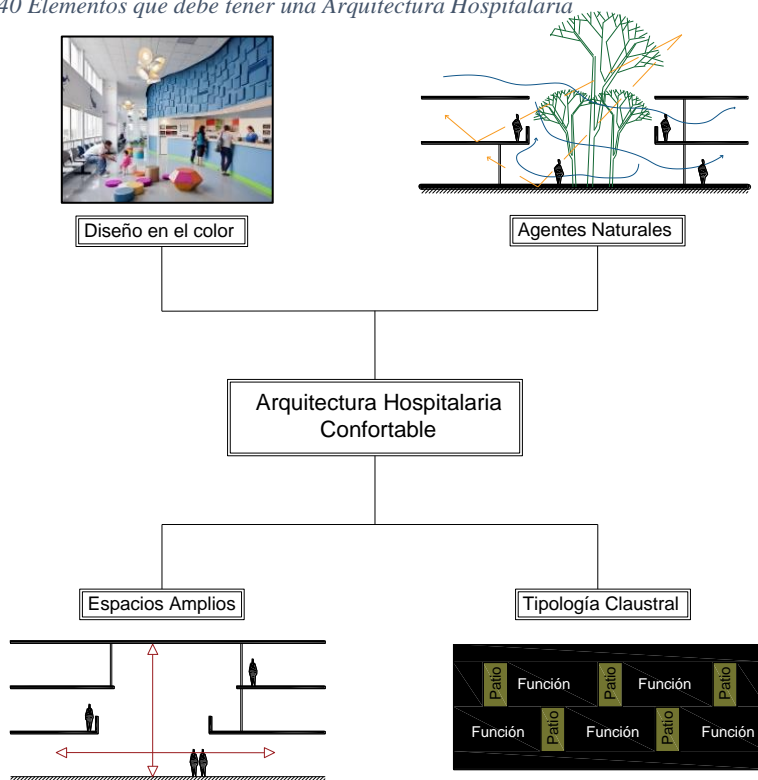 40 Elementos que debe tener una Arquitectura Hospitalaria
Diseño en el color
Agentes Naturales
Arquitectura Hospitalaria
Confortable
Espacios Amplios
Tipología Claustral
Patio Función Patio Función Patio
Función Patio Función Patio Función